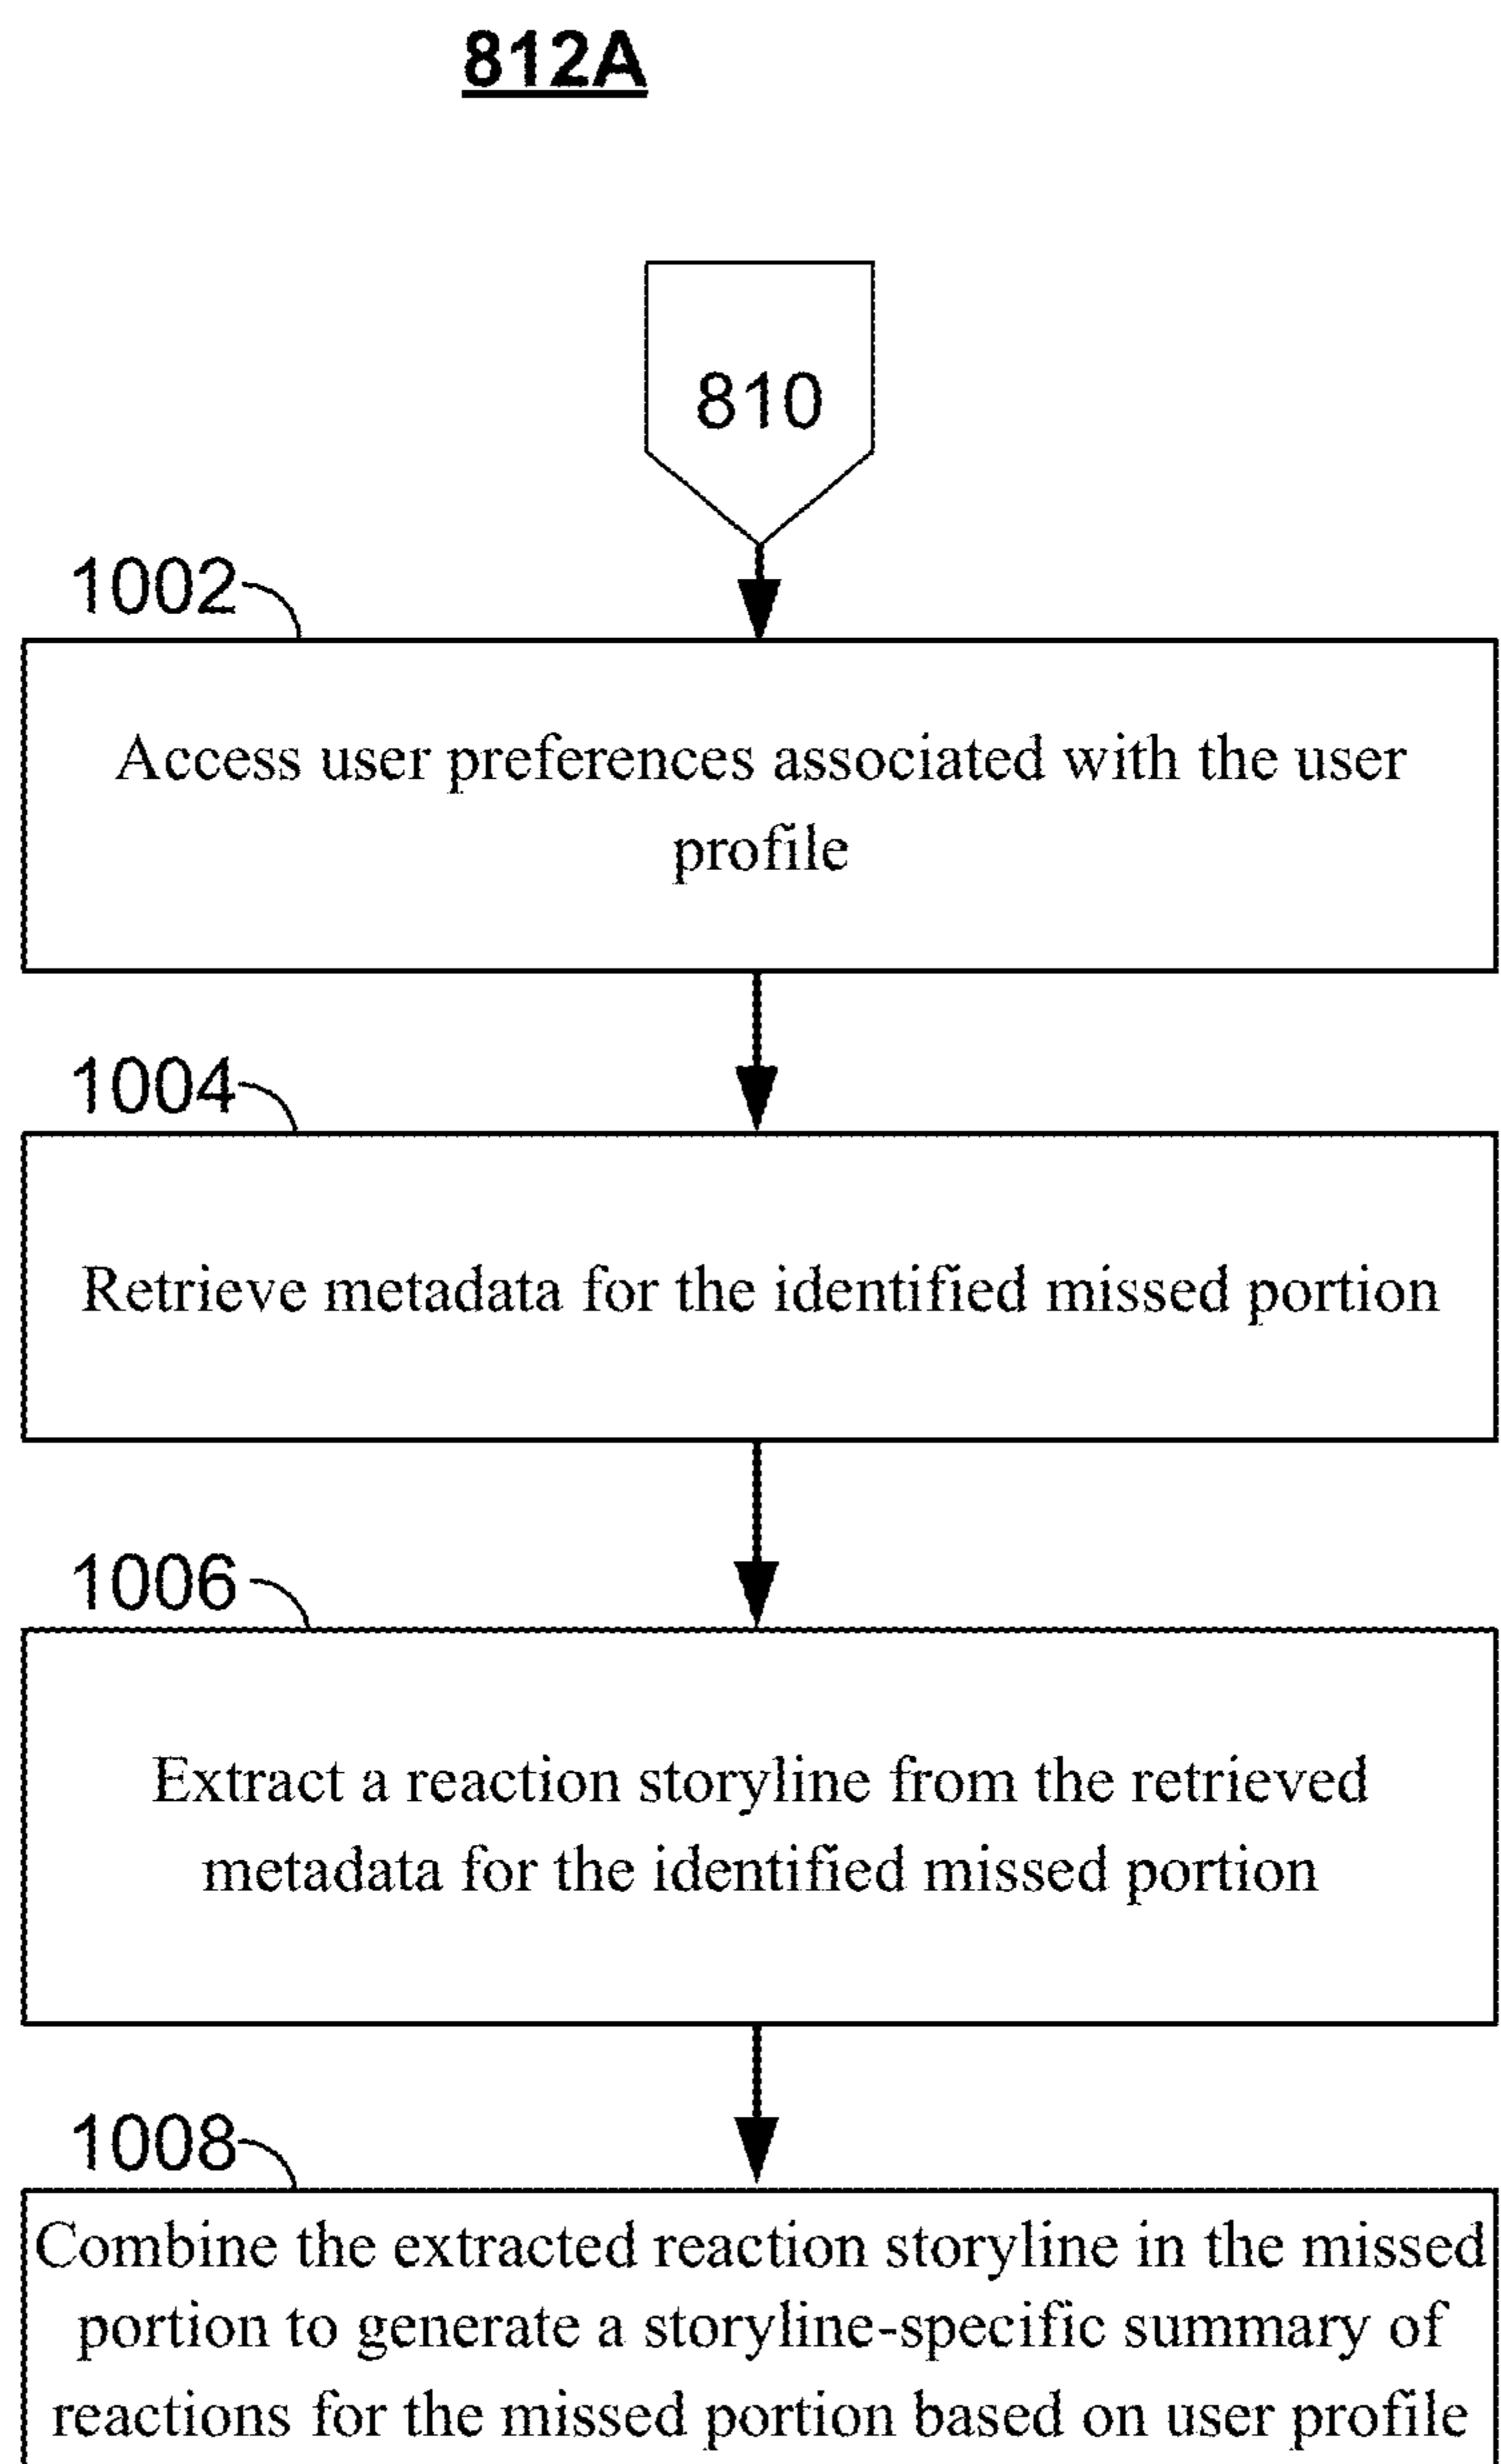 812A
810
1002
Access user preferences associated with the user
profile
1004
Retrieve metadata for the identified missed portion
1006
Extract a reaction storyline from the retrieved
metadata for the identified missed portion
1008
Combine the extracted reaction storyline in the missed
portion to generate a storyline-specific summary of
reactions for the missed portion based on user profile